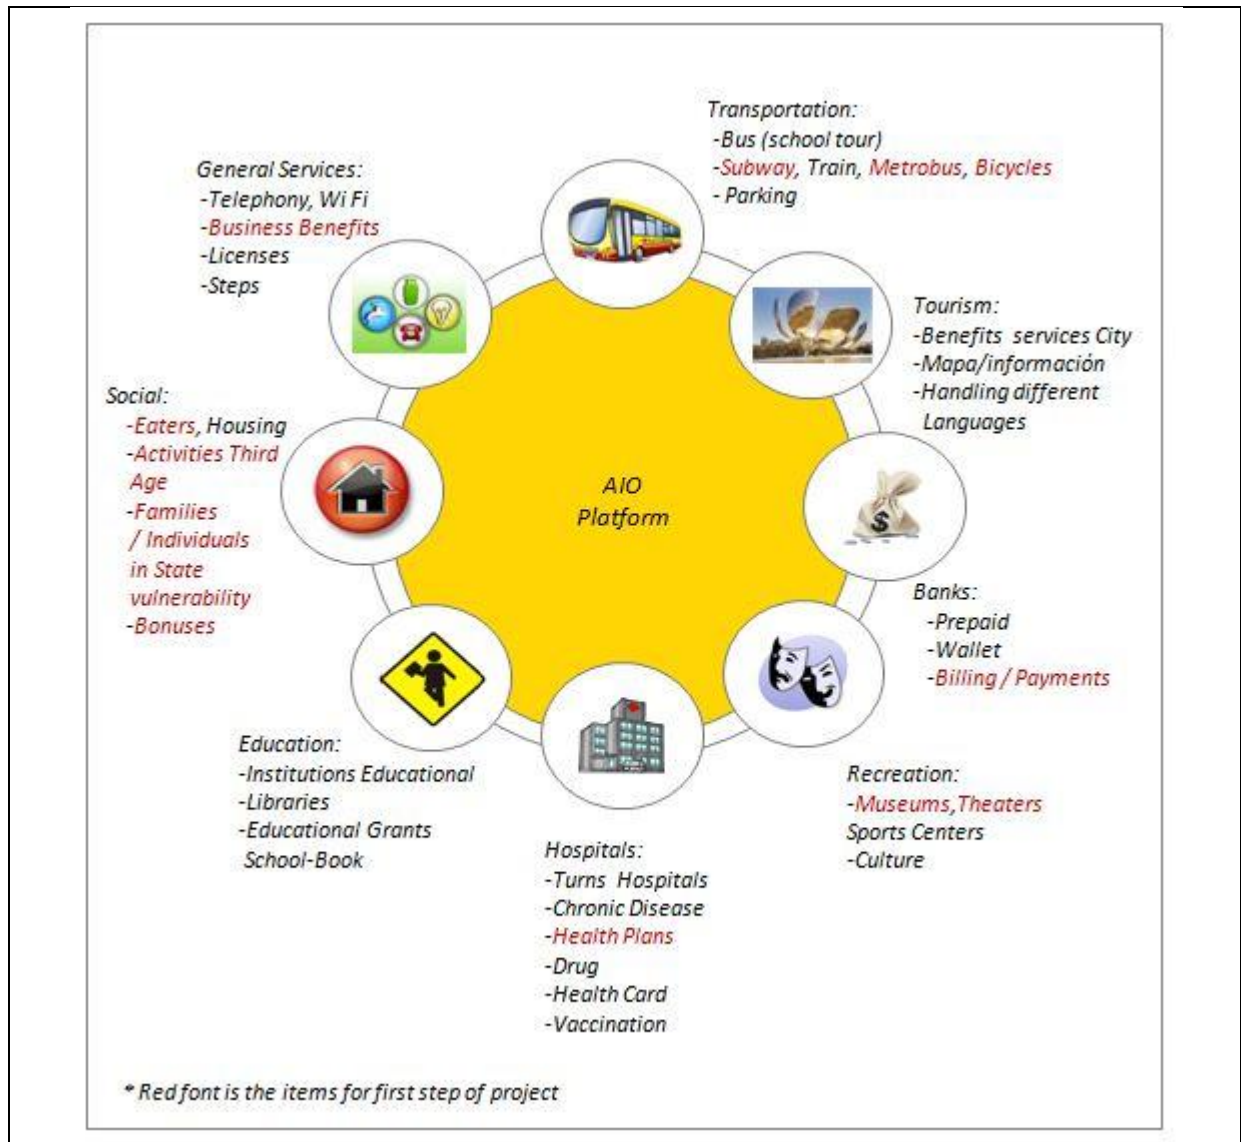 Transportation:
-Bus (school tour)
-Subway, Train, Metrobus, Bicycles
- Parking
General Services:
-Telephony, Wi Fi
-Business Benefits
-Licenses
-Steps
Tourism:
-Benefits services City
-Mapa/información
-Handling different
Languages
Social:
-Eaters, Housing
-Activities Third
Age
-Families
/ Individuals
in State
vulnerability
-Bonuses
AIO
Platform
$
Banks:
-Prepaid
-Wallet
-Billing / Payments
Education:
-Institutions Educational
-Libraries
-Educational Grants
School-Book
Recreation:
-Museums,Theaters
Sports Centers
-Culture
Hospitals:
-Turns Hospitals
-Chronic Disease
-Health Plans
-Drug
-Health Card
-Vaccination
* Red font is the items for first step of project